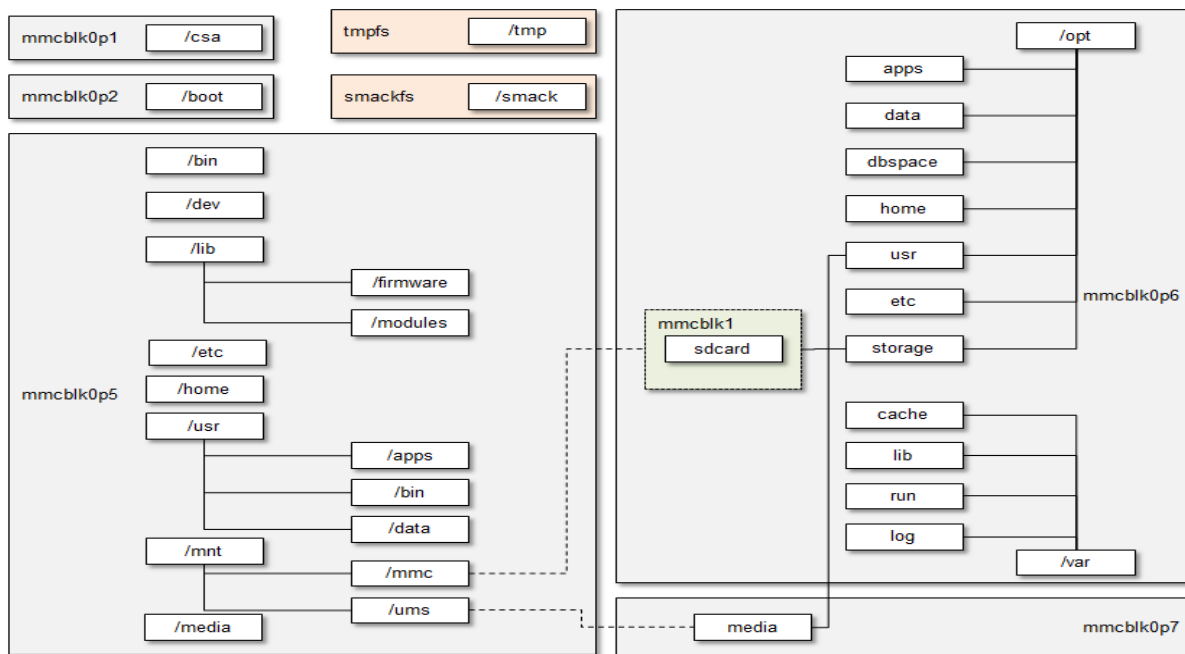 mmcblk0p1
/csa
mmcblk0p2
/boot
tmpfs
/tmp
smackfs
/smack
mmcblk0p5
/bin
/dev
/lib
/firmware
/modules
/etc
/home
/usr
/apps
/bin
/data
/mnt
/mmc
/ums
/media
/opt
apps
data
dbspace
home
usr
etc
mmcblk0p6
mmcblk1
sdcard
storage
cache
lib
run
log
/var
media
mmcblk0p7